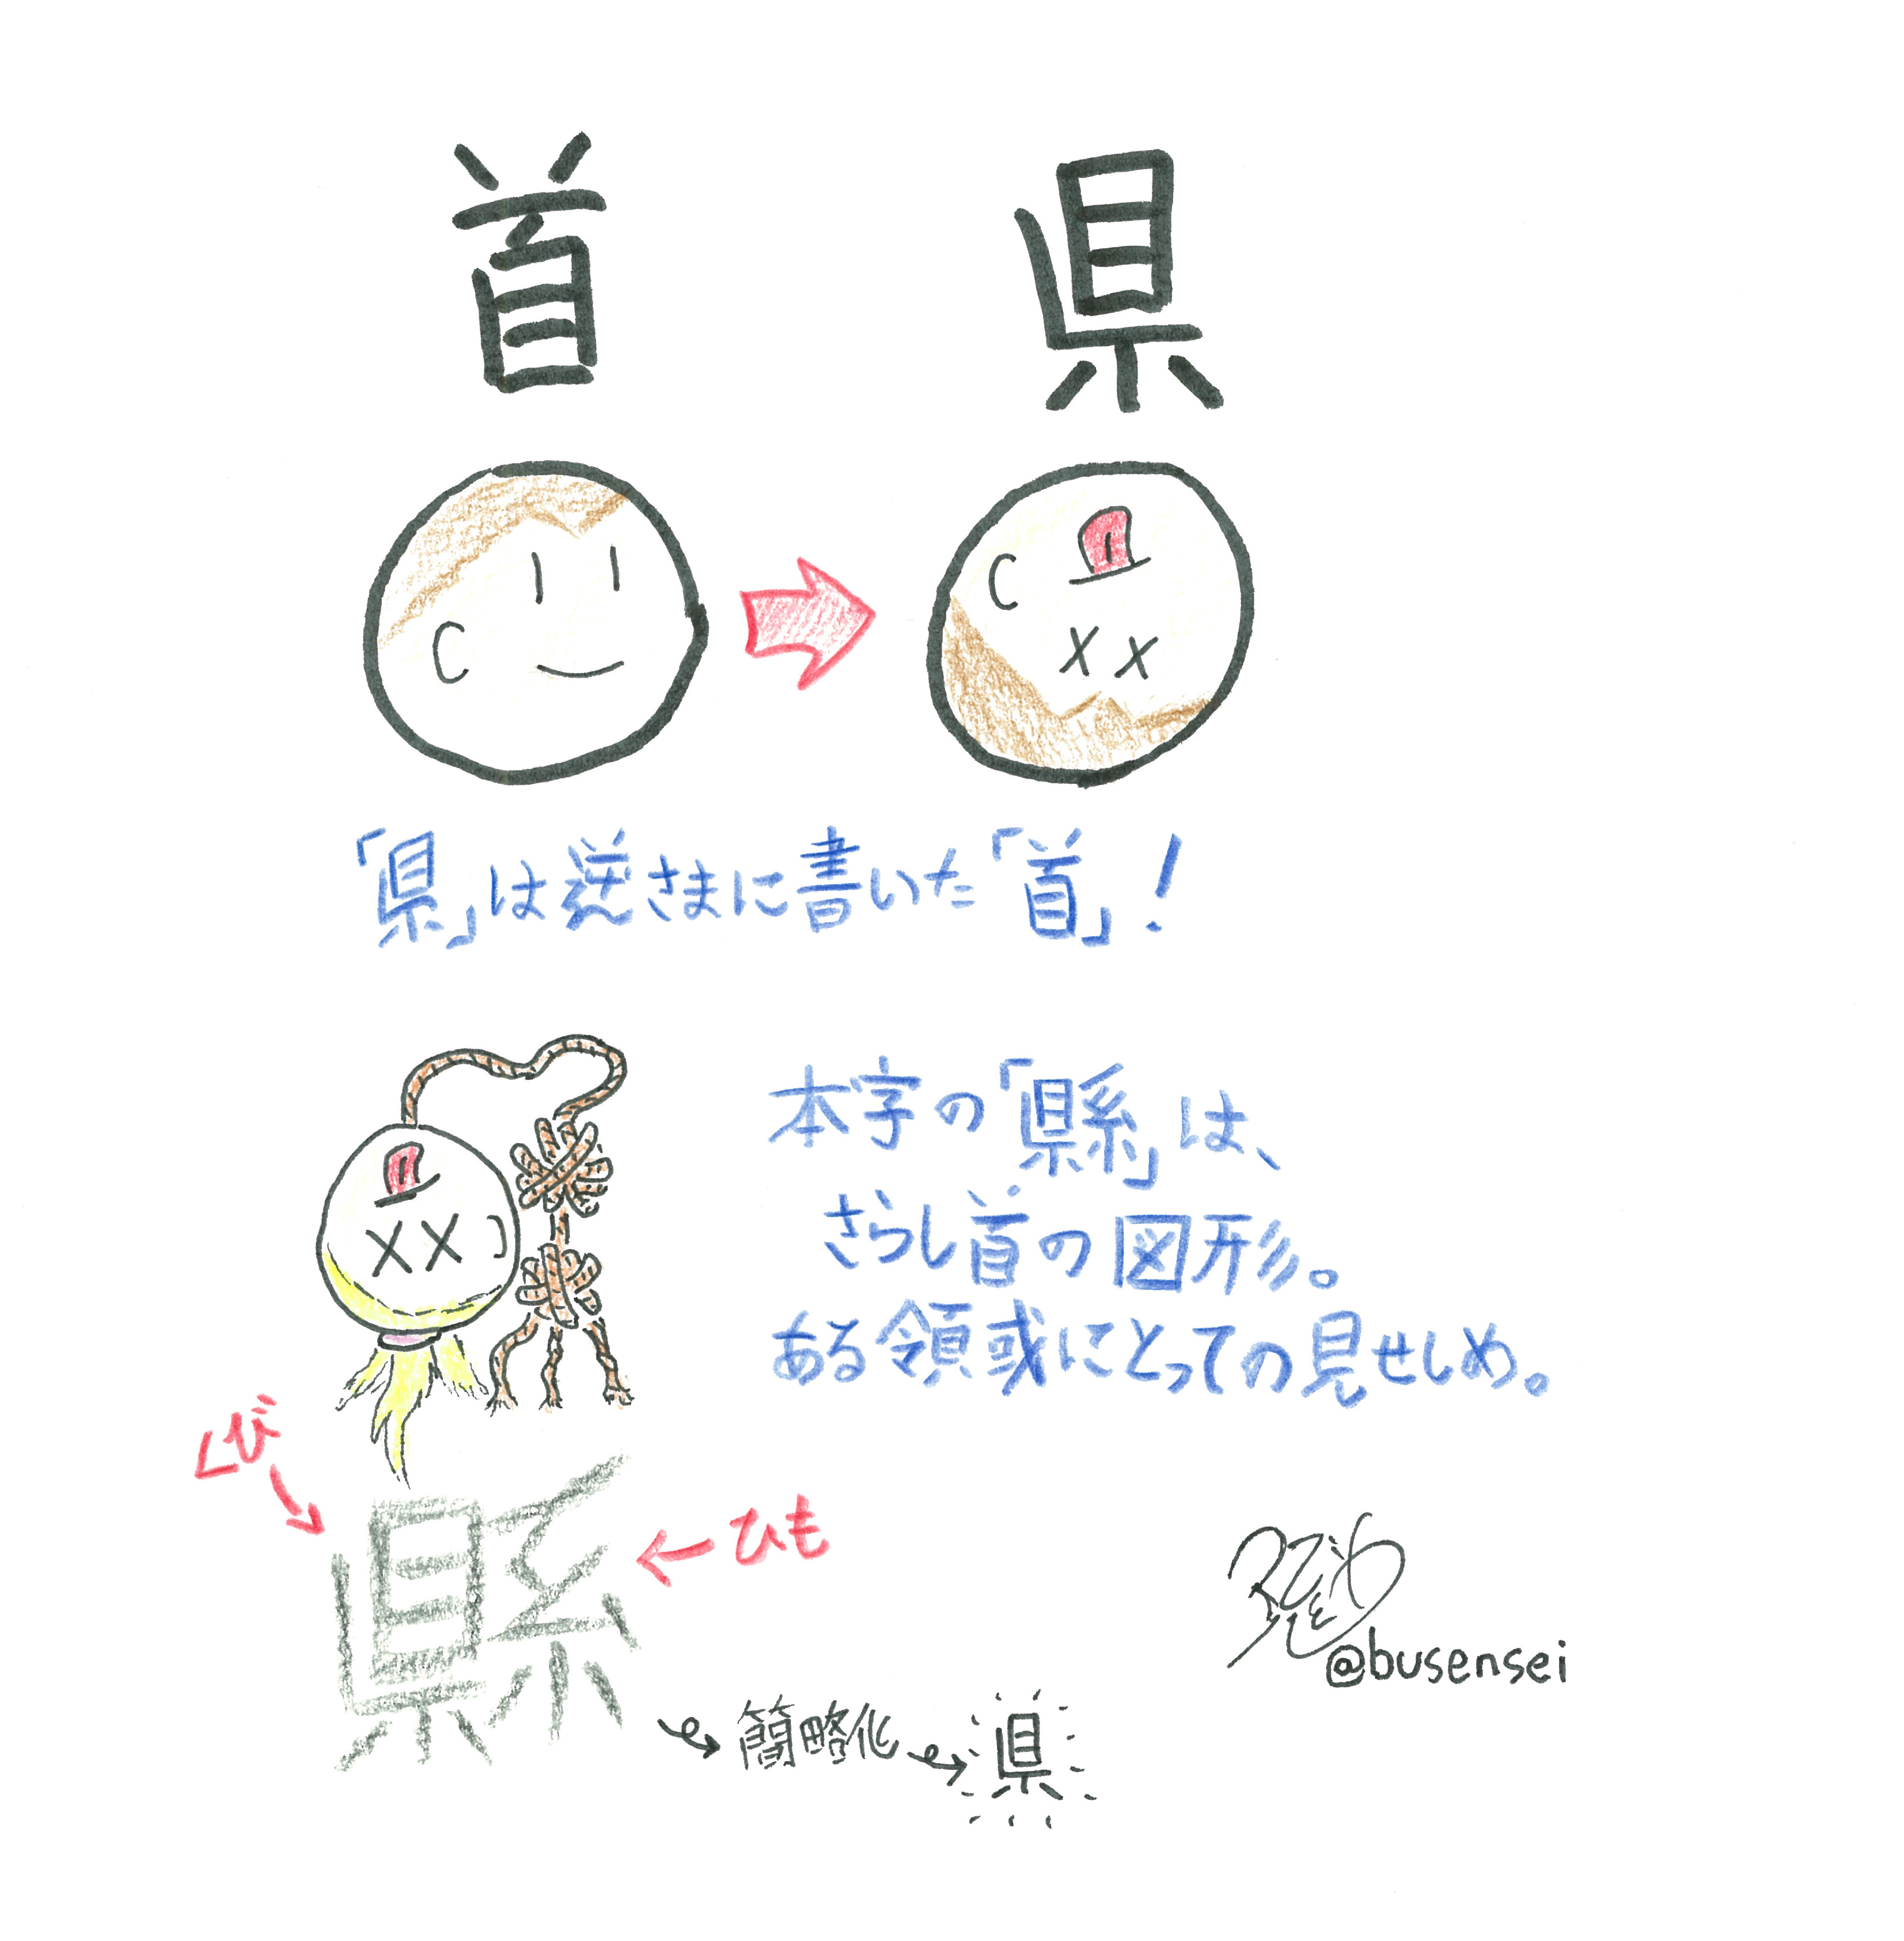 首 県
「県」は逆さまに書いた「首」!
本字の「縣」は、
さらし首の図形。
ある領或にとっての見せしめ。
くび
縣
ひも
簡略化
県
@busensei